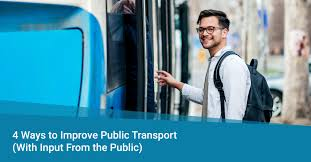 4 Ways to Improve Public Transport
(With Input From the Public)